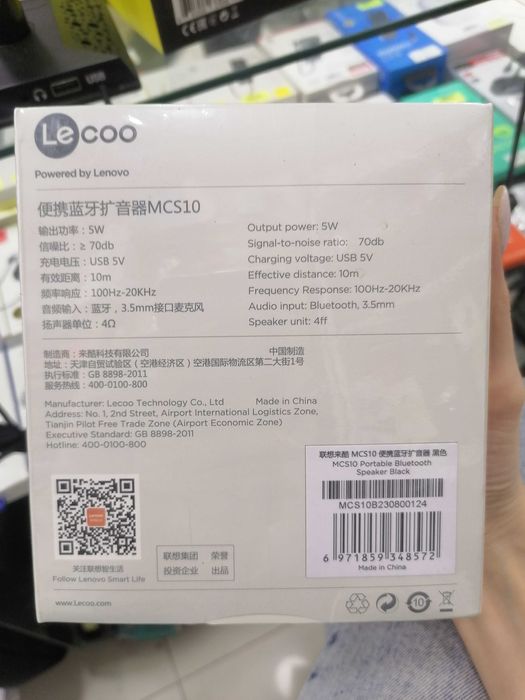 USB
Lecoo
Powered by Lenovo
便携蓝牙扩音器MCS10
输出功率：5W
信噪比：≥ 70db
充电电压：USB 5V
有效距离：10m
频率响应：100Hz-20KHz
音频输入：蓝牙，3.5mm接口麦克风
扬声器单位：4Ω
Output power: 5W
Signal-to-noise ratio: 70db
Charging voltage: USB 5V
Effective distance: 10m
Frequency Response: 100Hz-20KHz
Audio input: Bluetooth, 3.5mm
Speaker unit: 4ff
制造商：来酷科技有限公司 中国制造
地址：天津自贸试验区（空港经济区）空港国际物流区第二大街1号
执行标准：GB 8898-2011
服务热线：400-0100-800
Manufacturer: Lecoo Technology Co., Ltd Made in China
Address: No. 1, 2nd Street, Airport International Logistics Zone,
Tianjin Pilot Free Trade Zone (Airport Economic Zone)
Executive Standard: GB 8898-2011
Hotline: 400-0100-800
联想来酷 MCS10 便携蓝牙扩音器 黑色
MCS10 Portable Bluetooth
Speaker Black
MCS10B230800124
6 971859 348572
Made in China
关注联想智生活
Follow Lenovo Smart Life
联想集团 荣誉
投资企业 出品
www.Lecoo.com
10